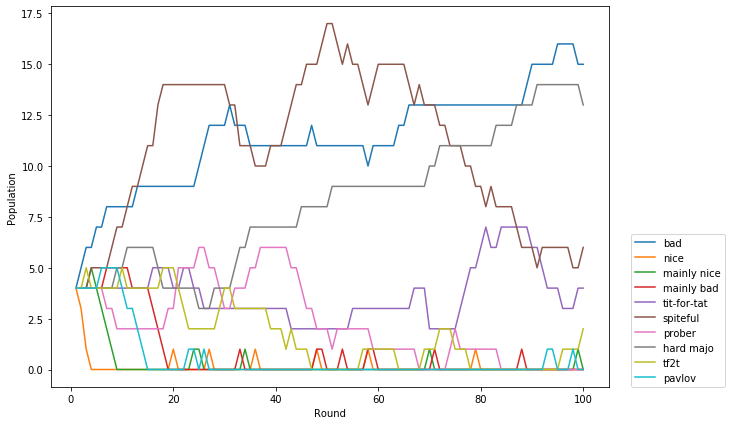 17.5
15.0
12.5
10.0
7.5
5.0
2.5
0.0
Population
0 20 40 60 80 100
Round
bad
nice
mainly nice
mainly bad
tit-for-tat
spiteful
prober
hard majo
tf2t
pavlov